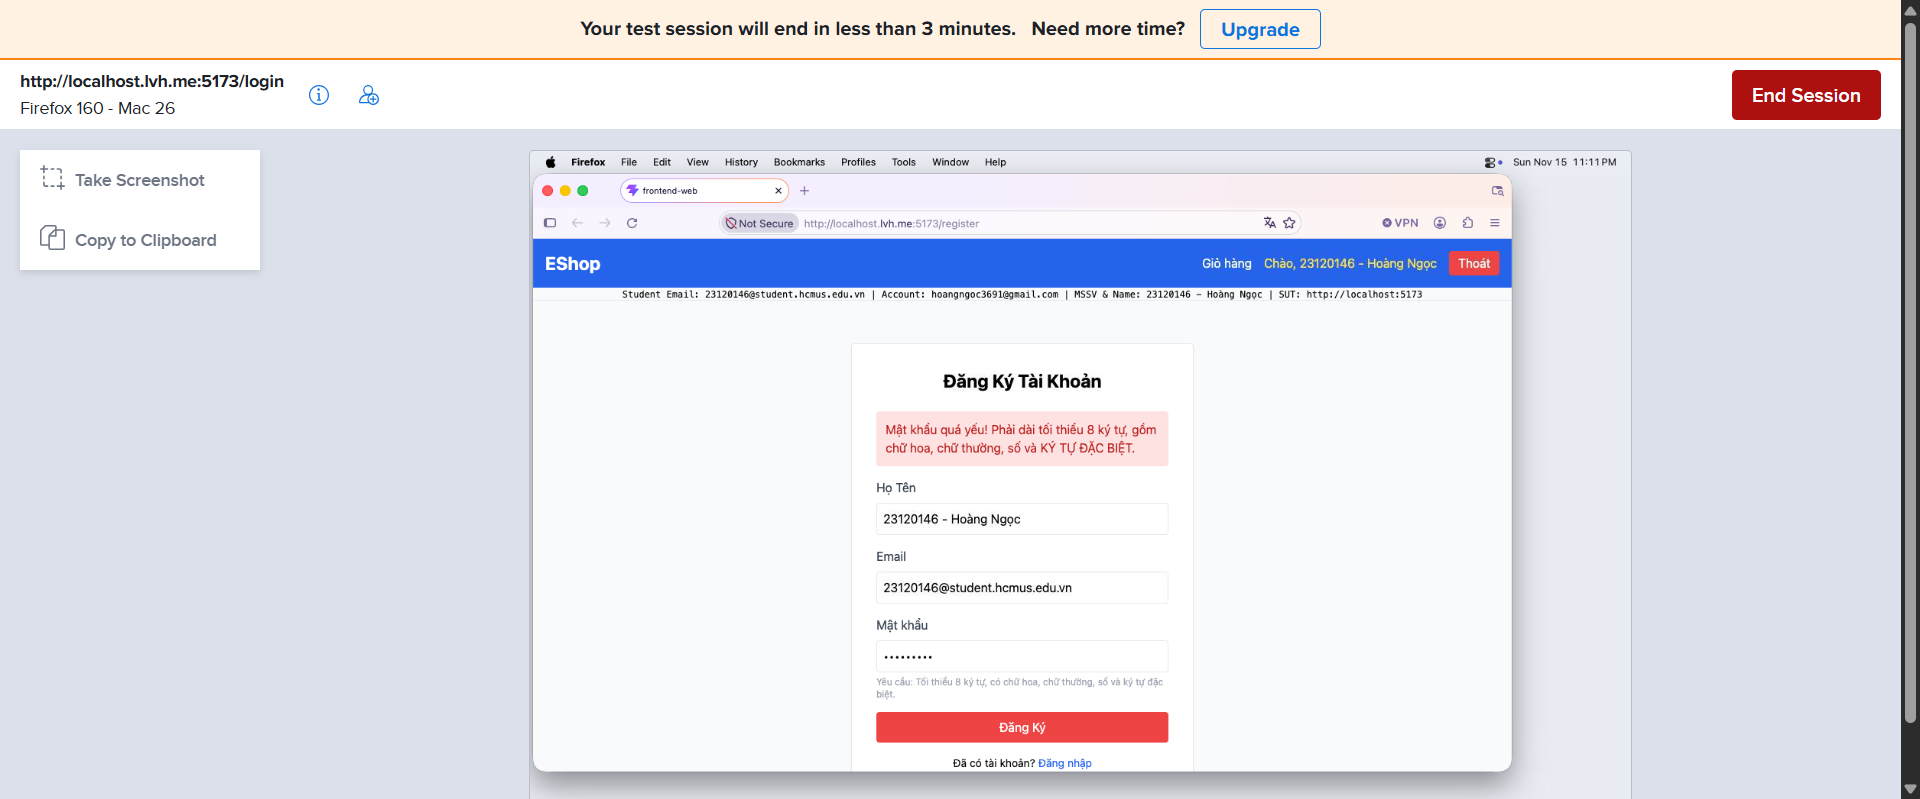 Your test session will end in less than 3 minutes. Need more time? Upgrade
http://localhost.lvh.me:5173/login
Firefox 160 - Mac 26
End Session
Take Screenshot
Copy to Clipboard
Firefox File Edit View History Bookmarks Profiles Tools Window Help
Sun Nov 15 11:11 PM
frontend-web
Not Secure http://localhost.lvh.me:5173/register
VPN
EShop
Giỏ hàng Chào, 23120146 - Hoàng Ngọc Thoát
Student Email: 23120146@student.hcmus.edu.vn | Account: hoangngoc3691@gmail.com | MSSV & Name: 23120146 - Hoàng Ngọc | SUT: http://localhost:5173
Đăng Ký Tài Khoản
Mật khẩu quá yếu! Phải dài tối thiểu 8 ký tự, gồm
chữ hoa, chữ thường, số và KÝ TỰ ĐẶC BIỆT.
Họ Tên
23120146 - Hoàng Ngọc
Email
23120146@student.hcmus.edu.vn
Mật khẩu
•••••••••
Yêu cầu: Tối thiểu 8 ký tự, có chữ hoa, chữ thường, số và ký tự đặc
biệt.
Đăng Ký
Đã có tài khoản? Đăng nhập